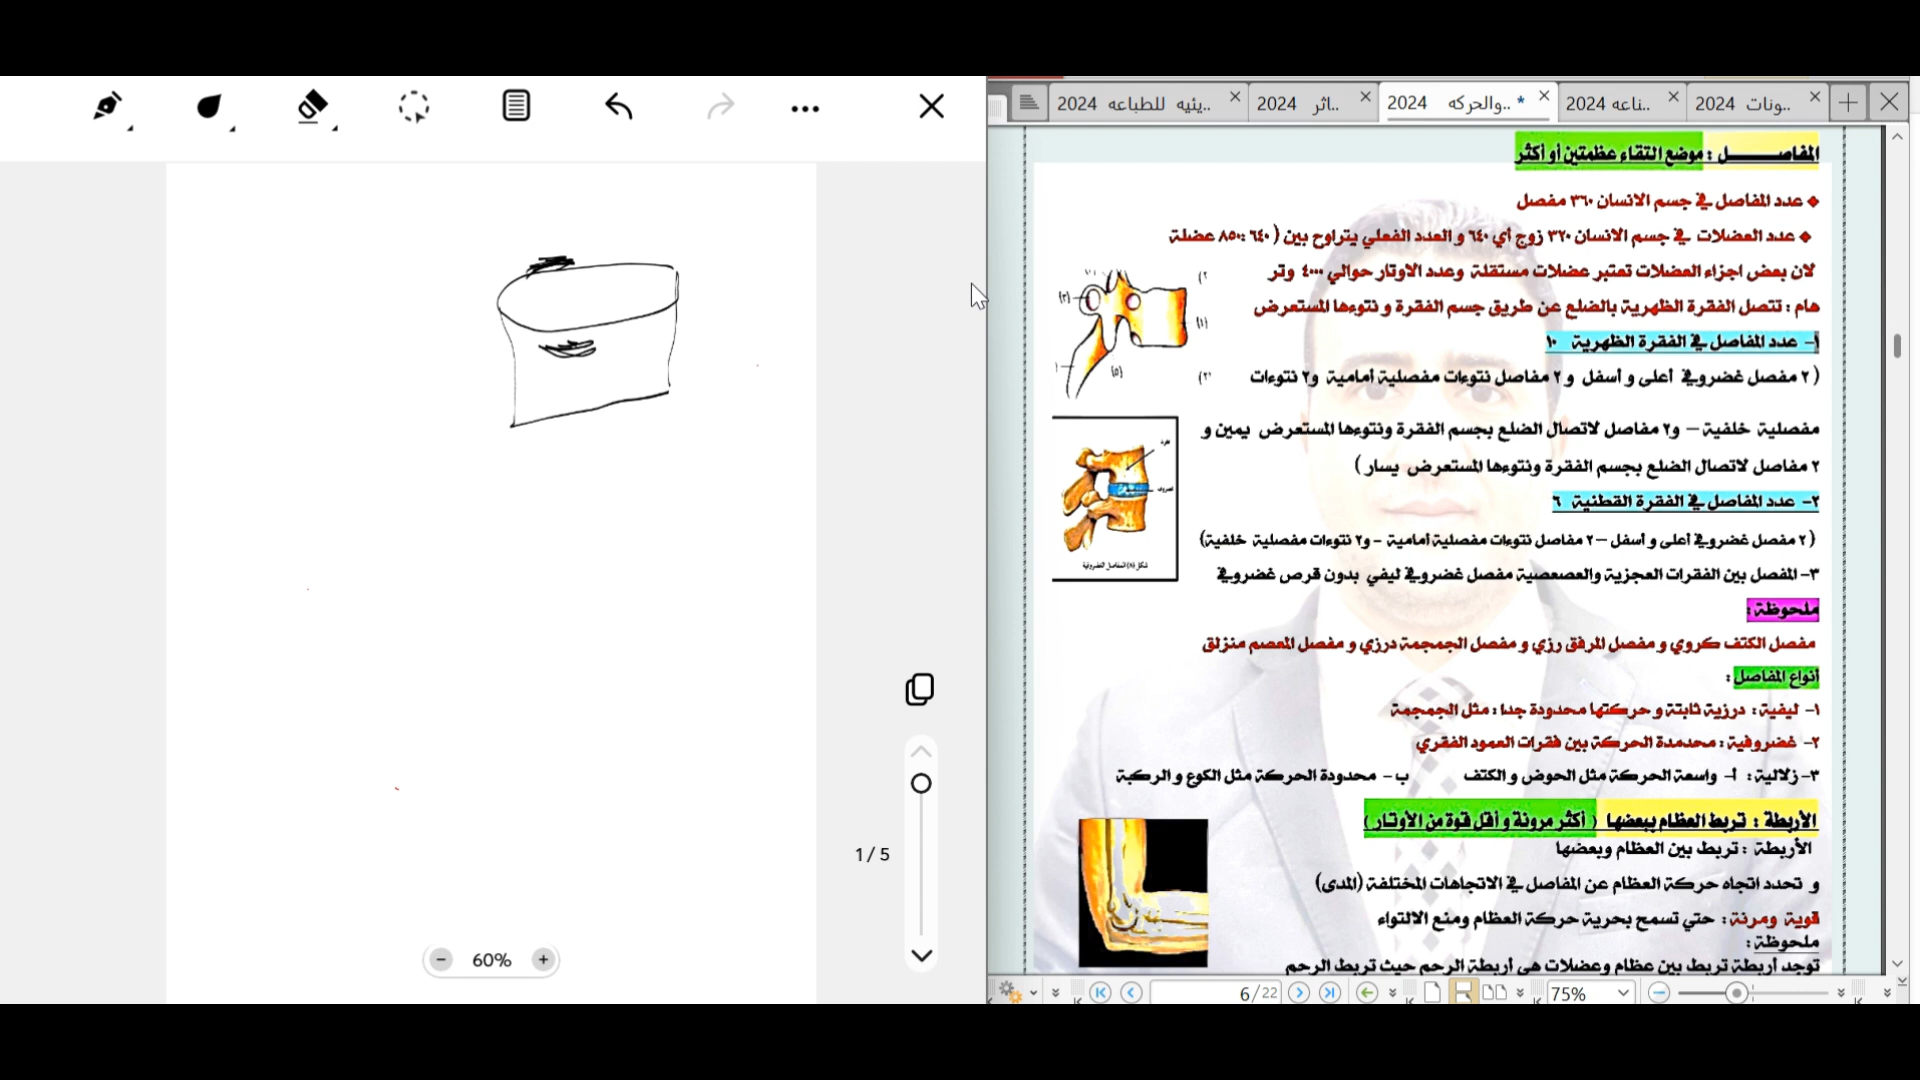 2024 ..يئيه للطباعه
2024 ..اثر
2024 ..والحركه *
2024 ..ناعه
2024 ..ونات
المفاصــــــل : موضع التقاء عظمتين أو أكثر
❖ عدد المفاصل في جسم الانسان ٣٦٠ مفصل
❖ عدد العضلات في جسم الانسان ٣٢٠ زوج أي ٦٤٠ و العدد الفعلي يتراوح بين ( ٦٤٠ : ٨٥٠ عضلة
لان بعض اجزاء العضلات تعتبر عضلات مستقلة وعدد الاوتار حوالي ٤٠٠٠ وتر
هام : تتصل الفقرة الظهرية بالضلع عن طريق جسم الفقرة و نتوءها المستعرض
أ- عدد المفاصل في الفقرة الظهرية ١٠
( ٢ مفصل غضروفي أعلى و أسفل و ٢ مفاصل نتوءات مفصلية أمامية و٢ نتوءات
مفصلية خلفية – و٢ مفاصل لاتصال الضلع بجسم الفقرة ونتوءها المستعرض يمين و
٢ مفاصل لاتصال الضلع بجسم الفقرة ونتوءها المستعرض يسار )
٢- عدد المفاصل في الفقرة القطنية ٦
( ٢ مفصل غضروفي أعلى و أسفل – ٢ مفاصل نتوءات مفصلية أمامية - و٢ نتوءات مفصلية خلفية)
٣- المفصل بين الفقرات العجزية والعصعصية مفصل غضروفي ليفي بدون قرص غضروفي
ملحوظة :
مفصل الكتف كروي و مفصل المرفق رزي و مفصل الجمجمة درزي و مفصل المعصم منزلق
أنواع المفاصل :
١- ليفية : درزية ثابتة و حركتها محدودة جدا : مثل الجمجمة
٢- غضروفية : محدمدة الحركة بين فقرات العمود الفقري
٣- زلالية : أ- واسعة الحركة مثل الحوض و الكتف ب – محدودة الحركة مثل الكوع و الركبة
الأربطة : تربط العظام ببعضها ( أكثر مرونة و أقل قوة من الأوتار )
الأربطة : تربط بين العظام وبعضها
و تحدد اتجاه حركة العظام عن المفاصل في الاتجاهات المختلفة (المدى)
قوية ومرنة : حتي تسمح بحرية حركة العظام ومنع الالتواء
ملحوظة :
توجد أربطة تربط بين عظام وعضلات هي أربطة الرحم حيث تربط الرحم
(٣)
(١)
(٥)
شكل (٨) المفاصل الغضروفية
1 / 5
60%
6 / 22
75%